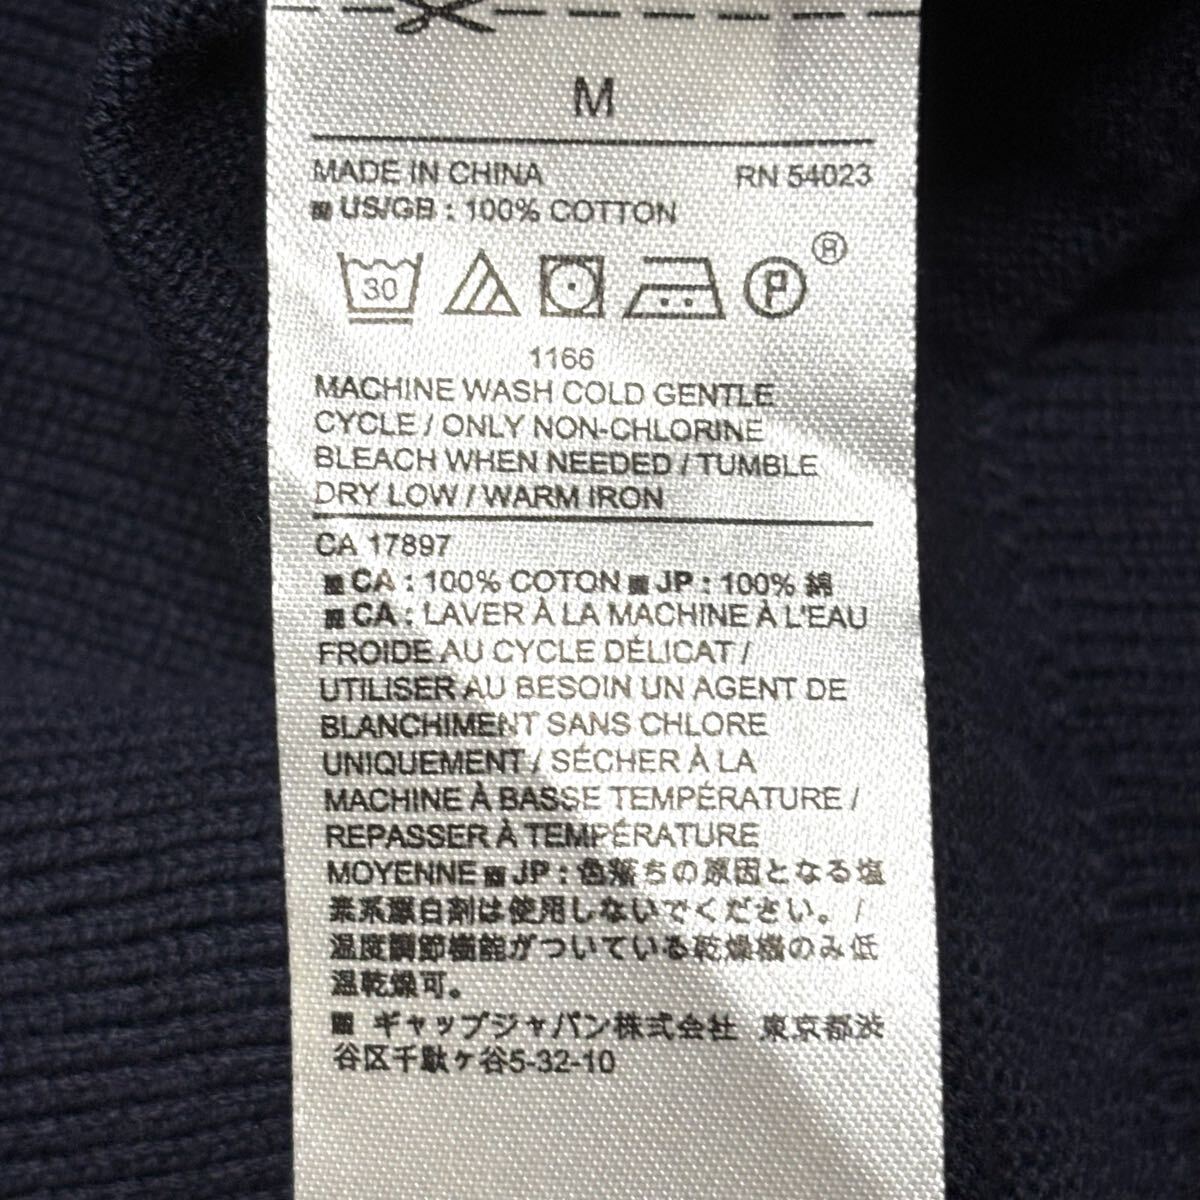 M
MADE IN CHINA RN 54023
US/GB : 100% COTTON
30 P ®
1166
MACHINE WASH COLD GENTLE
CYCLE / ONLY NON-CHLORINE
BLEACH WHEN NEEDED / TUMBLE
DRY LOW / WARM IRON
CA 17897
CA : 100% COTON JP : 100% 綿
CA : LAVER À LA MACHINE À L'EAU
FROIDE AU CYCLE DÉLICAT /
UTILISER AU BESOIN UN AGENT DE
BLANCHIMENT SANS CHLORE
UNIQUEMENT / SÉCHER À LA
MACHINE À BASSE TEMPÉRATURE /
REPASSER À TEMPÉRATURE
MOYENNE JP : 色落ちの原因となる塩
素系漂白剤は使用しないでください。 /
温度調節機能がついている乾燥機のみ低
温乾燥可。
ギャップジャパン株式会社 東京都渋
谷区千駄ヶ谷5-32-10